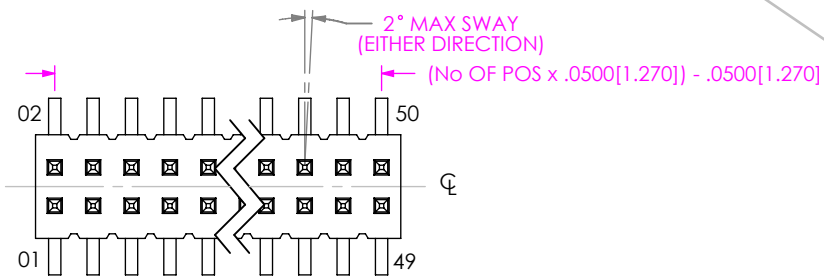 2° MAX SWAY
(EITHER DIRECTION)
(No OF POS x .0500[1.270]) - .0500[1.270]
02
50
℄
01
49